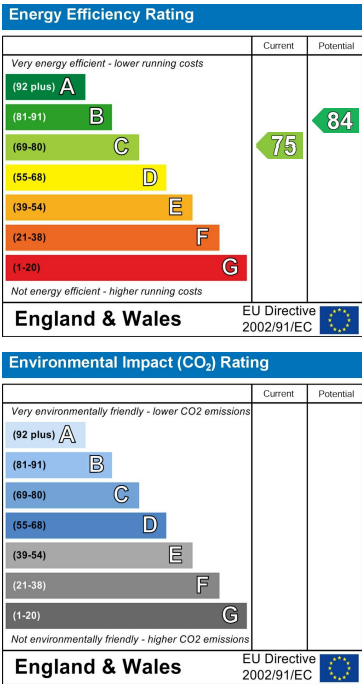 Energy Efficiency Rating
Current Potential
Very energy efficient - lower running costs
(92 plus) A
(81-91) B
84
(69-80) C
75
(55-68) D
(39-54) E
(21-38) F
(1-20) G
Not energy efficient - higher running costs
England & Wales
EU Directive
2002/91/EC
Environmental Impact (CO₂) Rating
Current Potential
Very environmentally friendly - lower CO2 emissions
(92 plus) A
(81-91) B
(69-80) C
(55-68) D
(39-54) E
(21-38) F
(1-20) G
Not environmentally friendly - higher CO2 emissions
England & Wales
EU Directive
2002/91/EC